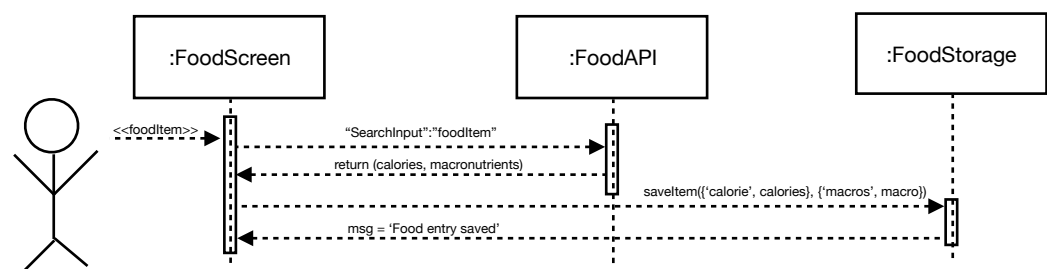 :FoodScreen
:FoodAPI
:FoodStorage
<<foodItem>>
“SearchInput”:”foodItem”
return (calories, macronutrients)
saveItem({‘calorie’, calories}, {‘macros’, macro})
msg = ‘Food entry saved’